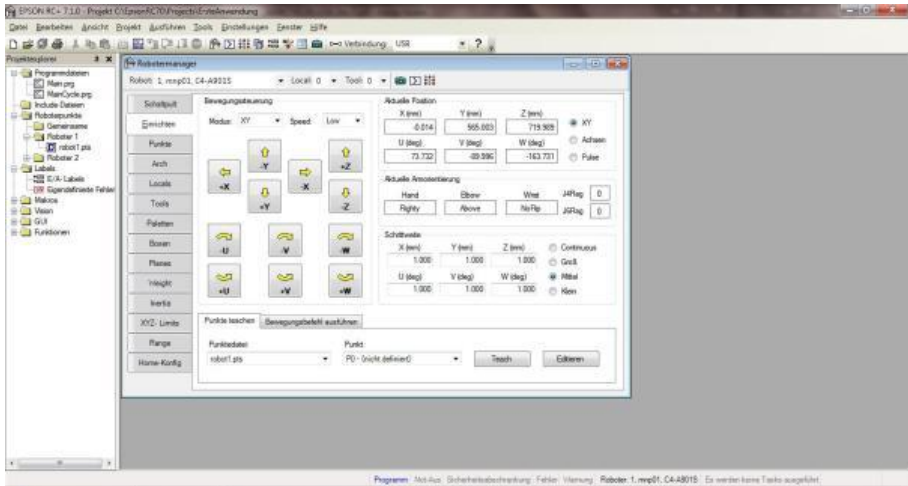 EPSON RC+ 7.1.0 - Projekt C:\EpsonRC70\Projects\ErsteAnwendung
Datei Bearbeiten Ansicht Projekt Ausführen Tools Einstellungen Fenster Hilfe
Verbindung: USB
Projektexplorer
Programmdateien
Main.prg
MainCycle.prg
Include Dateien
Roboterpunkte
Gemeinsame
Roboter 1
robot1.pts
Roboter 2
Labels
E/A-Labels
Eigendefinierte Fehler
Makros
Vision
GUI
Funktionen
Robotermanager
Robot: 1, mnp01, C4-A901S Local: 0 Tool: 0
Schaltpult
Einrichten
Punkte
Arch
Locals
Tools
Paletten
Boxen
Planes
Weight
Inertia
XYZ- Limits
Range
Home-Konfig
Bewegungssteuerung
Modus: XY Speed: Low
+X -Y -X +Z
+Y -Z
-U -V -W
+U +V +W
Aktuelle Position
X (mm) Y (mm) Z (mm)
-0.014 565.003 719.989
U (deg) V (deg) W (deg)
73.732 -89.996 -163.731
XY
Achsen
Pulse
Aktuelle Armorientierung
Hand Elbow Wrist
Righty Above NoFlip
J4Flag 0
J6Flag 0
Schrittweite
X (mm) Y (mm) Z (mm)
1.000 1.000 1.000
U (deg) V (deg) W (deg)
1.000 1.000 1.000
Continuous
Groß
Mittel
Klein
Punkte teachen Bewegungsbefehl ausführen
Punktedatei: Punkt:
robot1.pts P0 - (nicht definiert) Teach Editieren
Programm Not-Aus Sicherheitsabschrankung Fehler Warnung Roboter: 1, mnp01, C4-A901S Es werden keine Tasks ausgeführt.